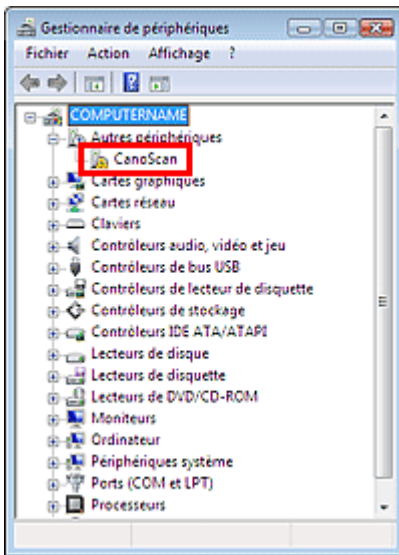 Gestionnaire de périphériques
Fichier Action Affichage ?
COMPUTERNAME
Autres périphériques
CanoScan
Cartes graphiques
Cartes réseau
Claviers
Contrôleurs audio, vidéo et jeu
Contrôleurs de bus USB
Contrôleurs de lecteur de disquette
Contrôleurs de stockage
Contrôleurs IDE ATA/ATAPI
Lecteurs de disque
Lecteurs de disquette
Lecteurs de DVD/CD-ROM
Moniteurs
Ordinateur
Périphériques système
Ports (COM et LPT)
Processeurs